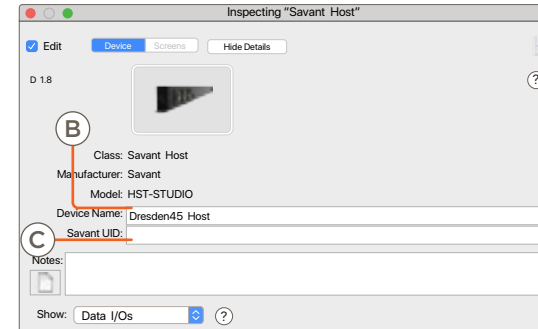 Inspecting “Savant Host”
Edit Device Screens Hide Details
D 1.8 ?
B
Class: Savant Host
Manufacturer: Savant
Model: HST-STUDIO
Device Name: Dresden45 Host
C Savant UID:
Notes:
Show: Data I/Os ?